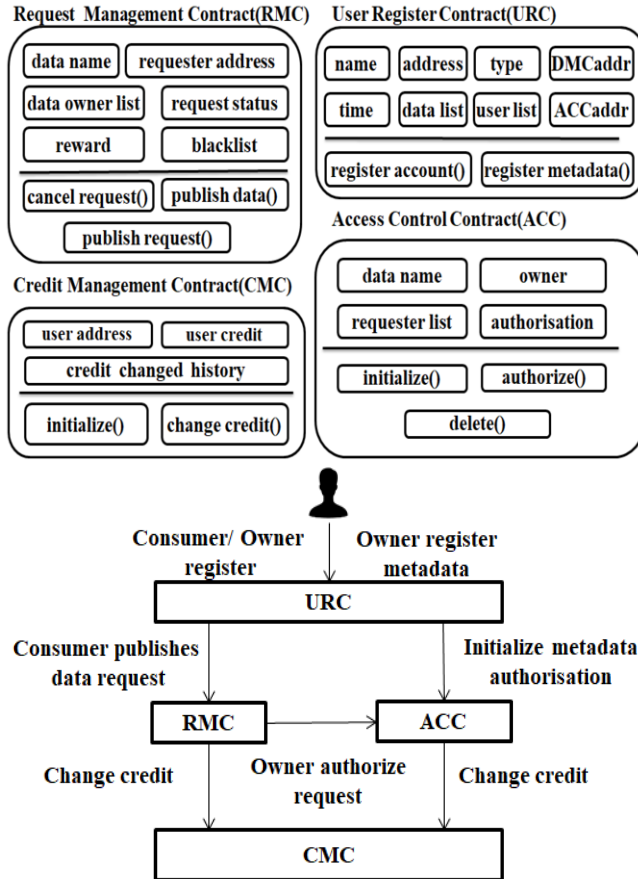 Request Management Contract(RMC)
data name
requester address
data owner list
request status
reward
blacklist
cancel request()
publish data()
publish request()
User Register Contract(URC)
name
address
type
DMCaddr
time
data list
user list
ACCaddr
register account()
register metadata()
Credit Management Contract(CMC)
user address
user credit
credit changed history
initialize()
change credit()
Access Control Contract(ACC)
data name
owner
requester list
authorisation
initialize()
authorize()
delete()
Consumer/ Owner
register
Owner register
metadata
URC
Consumer publishes
data request
Initialize metadata
authorisation
RMC
ACC
Change credit
Owner authorize
request
Change credit
CMC